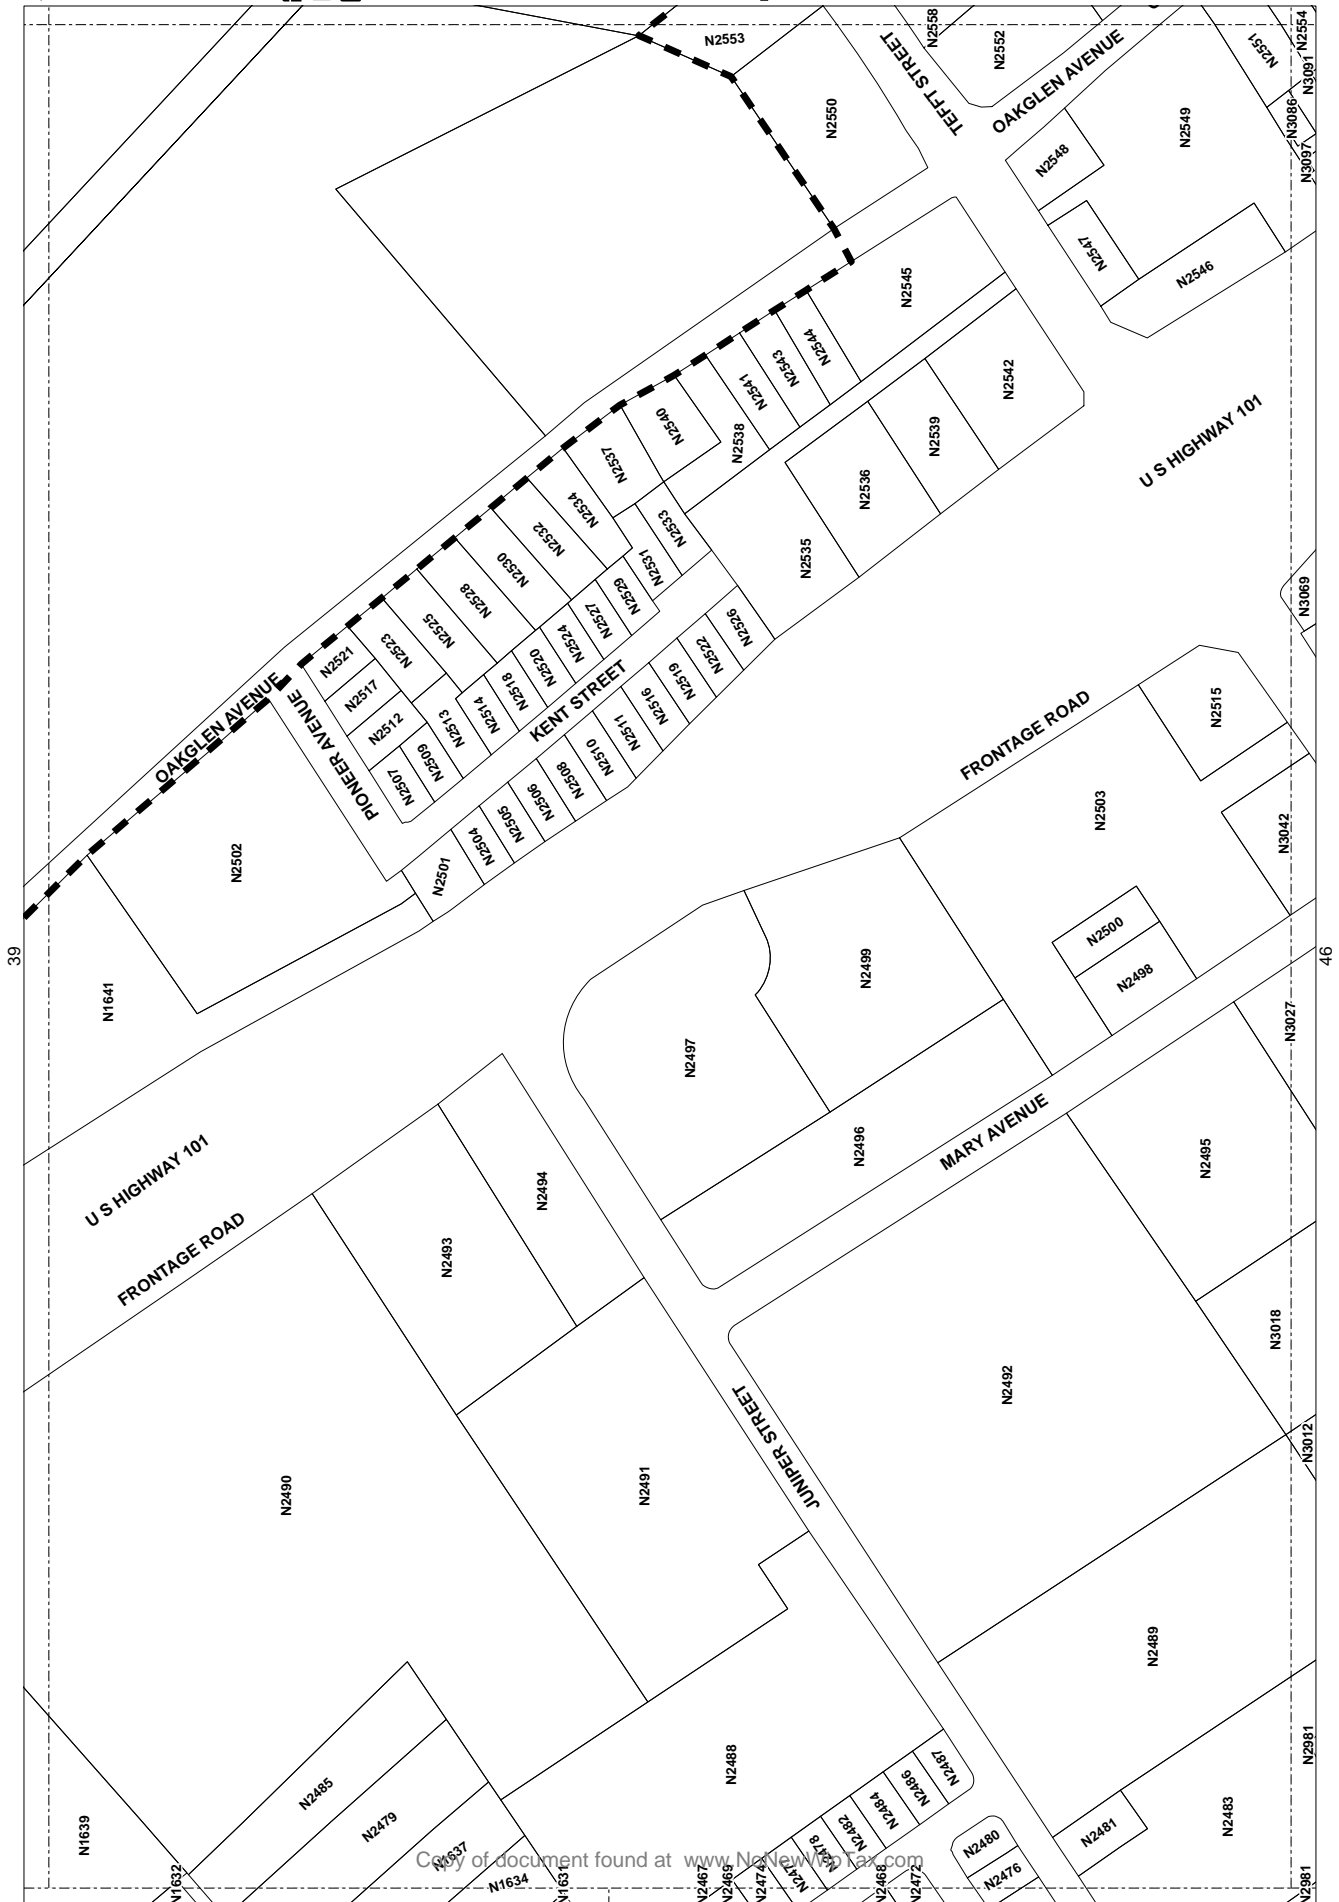 N2553
N2558
N2552
N2551
N2554
N3091
TEFFT STREET
OAKGLEN AVENUE
N2550
N2549
N3086
N3097
N2548
N2547
N2546
N2545
N2544
N2543
N2541
N2542
N2540
N2538
N2539
U S HIGHWAY 101
N2537
N2536
N2534
N2533
N2532
N2535
N2531
N2530
N2529
N3069
N2528
N2527
N2526
N2525
N2524
N2523
N2522
N2521
N2520
N2519
N2518
N2517
N2516
N2515
OAKGLEN AVENUE
PIONEER AVENUE
KENT STREET
FRONTAGE ROAD
N2514
N2513
N2512
N2511
N2510
N2509
N2508
N2507
N2506
N2505
N2504
N2503
N3042
N2502
N2501
N2500
N2498
39
46
N1641
N2499
N3027
N2497
N2496
MARY AVENUE
N2495
U S HIGHWAY 101
FRONTAGE ROAD
N2494
N2493
N3018
N2492
N3012
JUNIPER STREET
N2491
N2490
N2489
N2981
N2488
N2487
N2486
N2484
N2482
N2478
N2485
N2479
N2483
N2481
N2480
N2476
N1639
N1637
N1634
N1632
N1631
N2467
N2469
N2474
N2468
N2472
N2981
Copy of document found at www.NoNewWipTax.com